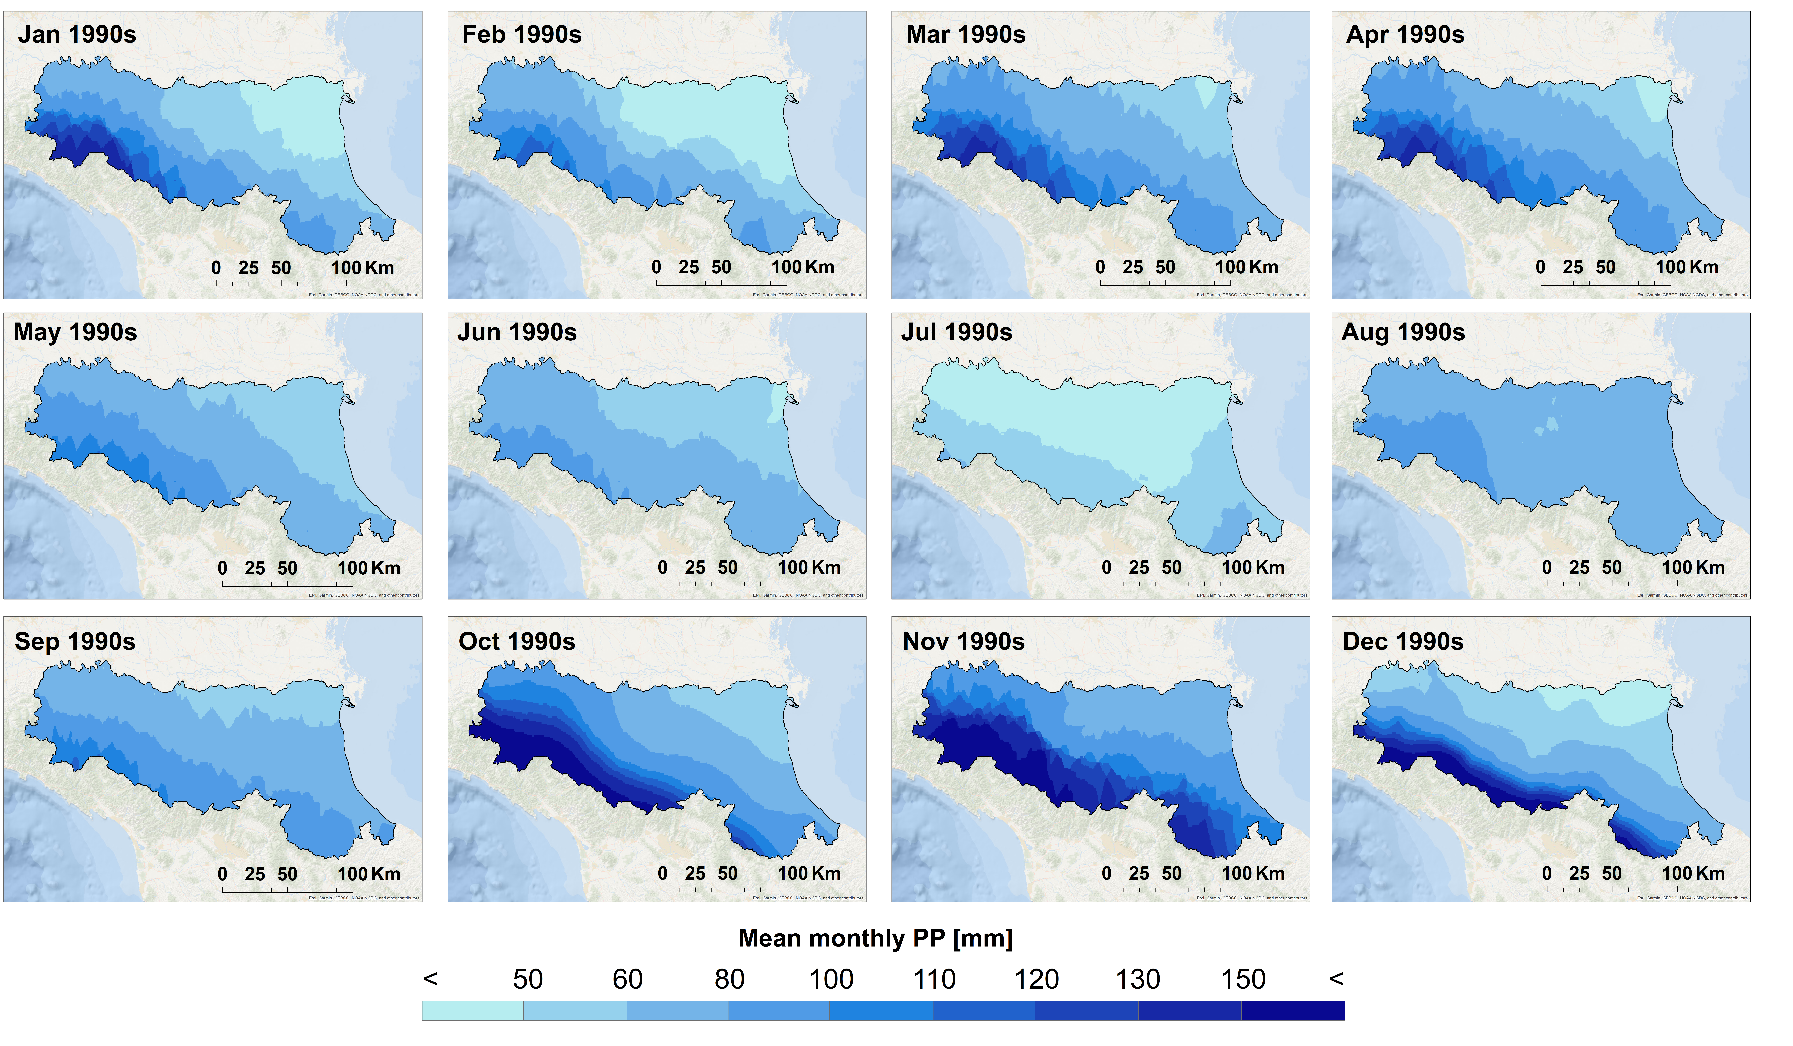 Jan 1990s
Feb 1990s
Mar 1990s
Apr 1990s
0 25 50 100 Km
0 25 50 100 Km
0 25 50 100 Km
0 25 50 100 Km
May 1990s
Jun 1990s
Jul 1990s
Aug 1990s
0 25 50 100 Km
0 25 50 100 Km
0 25 50 100 Km
0 25 50 100 Km
Sep 1990s
Oct 1990s
Nov 1990s
Dec 1990s
0 25 50 100 Km
0 25 50 100 Km
0 25 50 100 Km
0 25 50 100 Km
Mean monthly PP [mm]
< 50 60 80 100 110 120 130 150 <